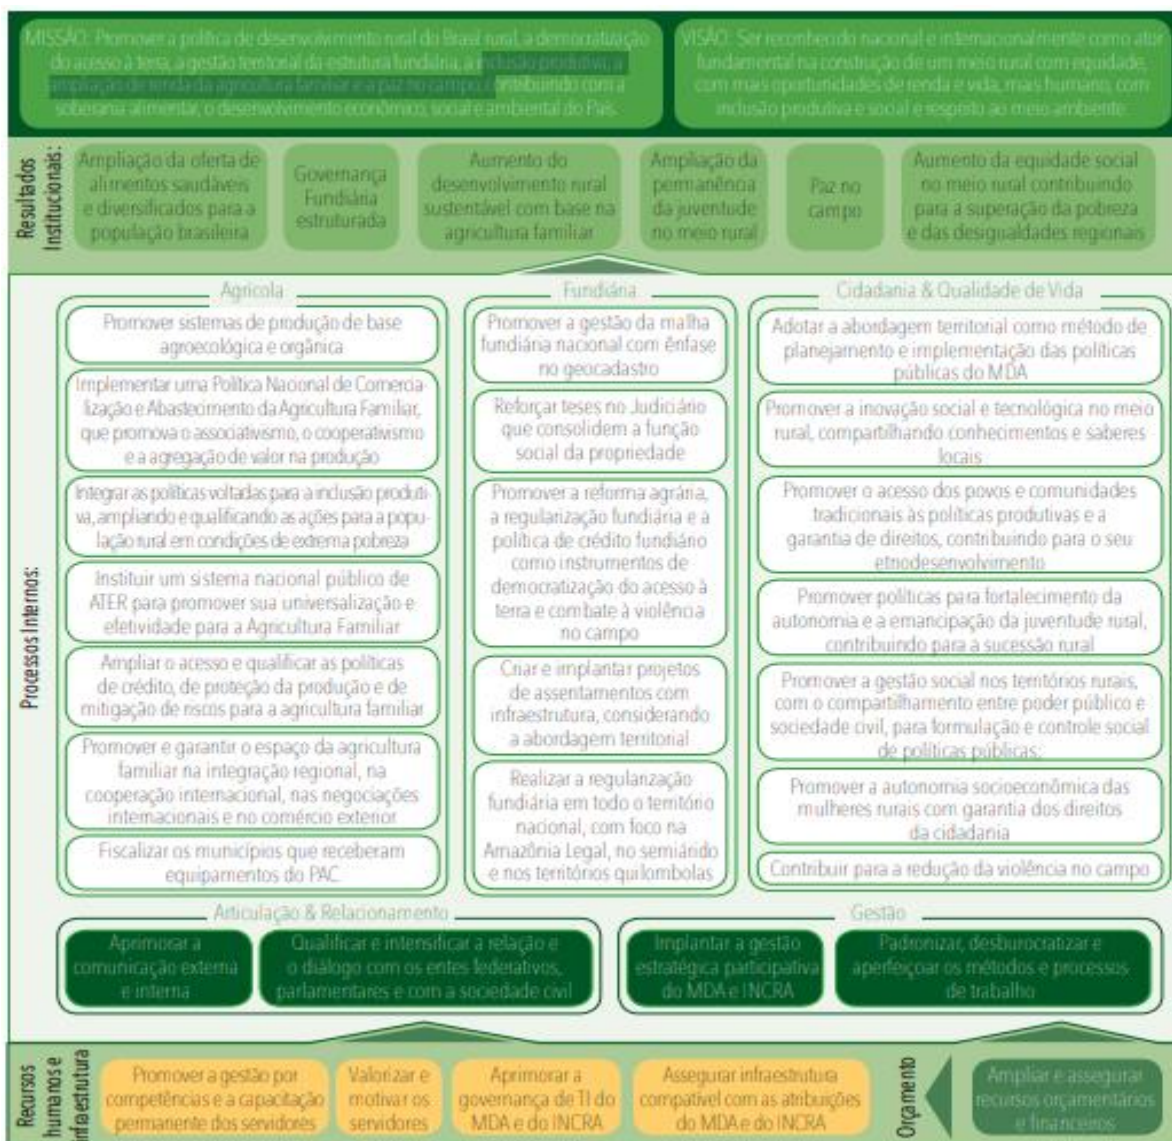 MISSÃO: Promover a política de desenvolvimento rural do Brasil rural, a democratização
do acesso à terra, a gestão territorial da estrutura fundiária, a inclusão produtiva, a
ampliação de renda da agricultura familiar e a paz no campo, contribuindo com a
soberania alimentar, o desenvolvimento econômico, social e ambiental do País.
VISÃO: Ser reconhecido nacional e internacionalmente como ator
fundamental na construção de um meio rural com equidade,
com mais oportunidades de renda e vida, mais humano, com
inclusão produtiva e social e respeito ao meio ambiente
Resultados
Institucionais:
Ampliação da oferta de
alimentos saudáveis
e diversificados para a
população brasileira
Governança
Fundiária
estruturada
Aumento do
desenvolvimento rural
sustentável com base na
agricultura familiar
Ampliação da
permanência
da juventude
no meio rural
Paz no
campo
Aumento da equidade social
no meio rural contribuindo
para a superação da pobreza
e das desigualdades regionais
Processos Internos:
Agrícola
Promover sistemas de produção de base
agroecológica e orgânica
Implementar uma Política Nacional de Comercia-
lização e Abastecimento da Agricultura Familiar,
que promova o associativismo, o cooperativismo
e a agregação de valor na produção
Integrar as políticas voltadas para a inclusão produti-
va, ampliando e qualificando as ações para a popu-
lação rural em condições de extrema pobreza
Instituir um sistema nacional público de
ATER para promover sua universalização e
efetividade para a Agricultura Familiar
Ampliar o acesso e qualificar as políticas
de crédito, de proteção da produção e de
mitigação de riscos para a agricultura familiar
Promover e garantir o espaço da agricultura
familiar na integração regional, na
cooperação internacional, nas negociações
internacionais e no comércio exterior
Fiscalizar os municípios que receberam
equipamentos do PAC
Fundiária
Promover a gestão da malha
fundiária nacional com ênfase
no geocadastro
Reforçar teses no Judiciário
que consolidem a função
social da propriedade
Promover a reforma agrária,
a regularização fundiária e a
política de crédito fundiário
como instrumentos de
democratização do acesso à
terra e combate à violência
no campo
Criar e implantar projetos
de assentamentos com
infraestrutura, considerando
a abordagem territorial
Realizar a regularização
fundiária em todo o território
nacional, com foco na
Amazônia Legal, no semiárido
e nos territórios quilombolas
Cidadania & Qualidade de Vida
Adotar a abordagem territorial como método de
planejamento e implementação das políticas
públicas do MDA
Promover a inovação social e tecnológica no meio
rural, compartilhando conhecimentos e saberes
locais
Promover o acesso dos povos e comunidades
tradicionais às políticas produtivas e a
garantia de direitos, contribuindo para o seu
etnodesenvolvimento
Promover políticas para fortalecimento da
autonomia e a emancipação da juventude rural,
contribuindo para a sucessão rural
Promover a gestão social nos territórios rurais,
com o compartilhamento entre poder público e
sociedade civil, para formulação e controle social
de políticas públicas;
Promover a autonomia socioeconômica das
mulheres rurais com garantia dos direitos
da cidadania
Contribuir para a redução da violência no campo
Articulação & Relacionamento
Aprimorar a
comunicação externa
e interna
Qualificar e intensificar a relação e
o diálogo com os entes federativos,
parlamentares e com a sociedade civil
Gestão
Implantar a gestão
estratégica participativa
do MDA e INCRA
Padronizar, desburocratizar e
aperfeiçoar os métodos e processos
de trabalho
Recursos
humanos e
infraestrutura
Promover a gestão por
competências e a capacitação
permanente dos servidores
Valorizar e
motivar os
servidores
Aprimorar a
governança de TI do
MDA e do INCRA
Assegurar infraestrutura
compatível com as atribuições
do MDA e do INCRA
Orçamento
Ampliar e assegurar
recursos orçamentários
e financeiros